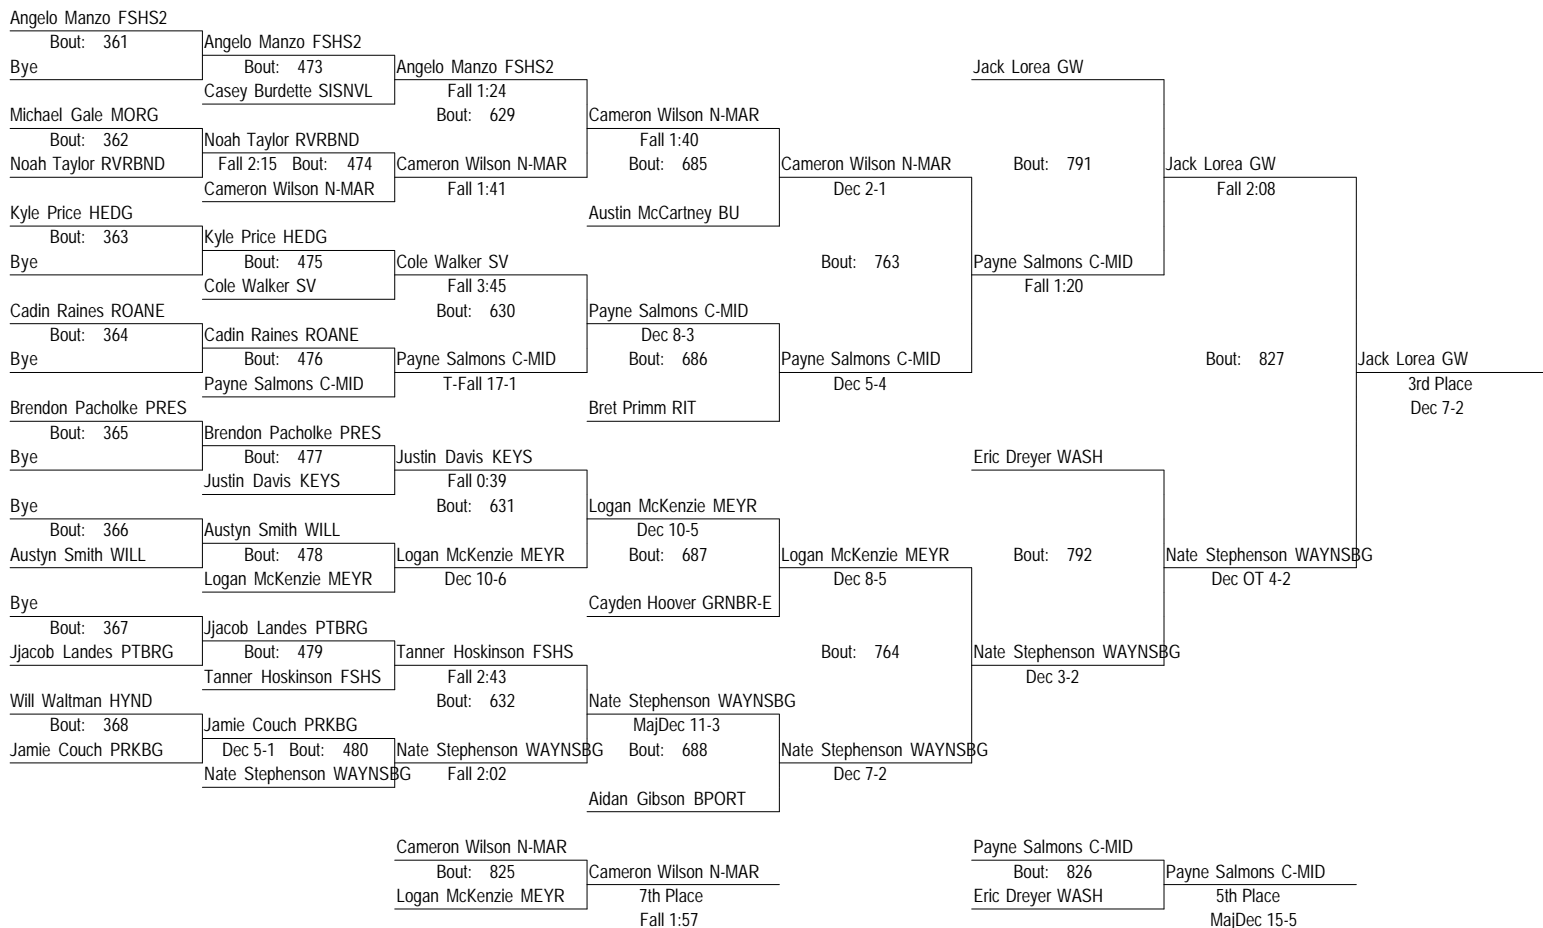 Angelo Manzo FSHS2
Bout: 361
Angelo Manzo FSHS2
Bye
Bout: 473
Angelo Manzo FSHS2
Jack Lorea GW
Casey Burdette SISNVL
Fall 1:24
Michael Gale MORG
Bout: 629
Cameron Wilson N-MAR
Bout: 362
Noah Taylor RVRBND
Fall 1:40
Noah Taylor RVRBND
Fall 2:15 Bout: 474
Cameron Wilson N-MAR
Bout: 685
Cameron Wilson N-MAR
Bout: 791
Jack Lorea GW
Cameron Wilson N-MAR
Fall 1:41
Dec 2-1
Fall 2:08
Kyle Price HEDG
Austin McCartney BU
Bout: 363
Kyle Price HEDG
Bye
Bout: 475
Cole Walker SV
Bout: 763
Payne Salmons C-MID
Cole Walker SV
Fall 3:45
Fall 1:20
Cadin Raines ROANE
Bout: 630
Payne Salmons C-MID
Bout: 364
Cadin Raines ROANE
Dec 8-3
Bye
Bout: 476
Payne Salmons C-MID
Bout: 686
Payne Salmons C-MID
Bout: 827
Jack Lorea GW
Payne Salmons C-MID
T-Fall 17-1
Dec 5-4
3rd Place
Brendon Pacholke PRES
Bret Primm RIT
Dec 7-2
Bout: 365
Brendon Pacholke PRES
Bye
Bout: 477
Justin Davis KEYS
Eric Dreyer WASH
Justin Davis KEYS
Fall 0:39
Bye
Bout: 631
Logan McKenzie MEYR
Bout: 366
Austyn Smith WILL
Dec 10-5
Austyn Smith WILL
Bout: 478
Logan McKenzie MEYR
Bout: 687
Logan McKenzie MEYR
Bout: 792
Nate Stephenson WAYNSBG
Logan McKenzie MEYR
Dec 10-6
Dec 8-5
Dec OT 4-2
Bye
Cayden Hoover GRNBR-E
Bout: 367
Jjacob Landes PTBRG
Jjacob Landes PTBRG
Bout: 479
Tanner Hoskinson FSHS
Bout: 764
Nate Stephenson WAYNSBG
Tanner Hoskinson FSHS
Fall 2:43
Dec 3-2
Will Waltman HYND
Bout: 632
Nate Stephenson WAYNSBG
Bout: 368
Jamie Couch PRKBG
MajDec 11-3
Jamie Couch PRKBG
Dec 5-1 Bout: 480
Nate Stephenson WAYNSBG
Bout: 688
Nate Stephenson WAYNSBG
Nate Stephenson WAYNSBG
Fall 2:02
Dec 7-2
Aidan Gibson BPORT
Cameron Wilson N-MAR
Payne Salmons C-MID
Bout: 825
Cameron Wilson N-MAR
Bout: 826
Payne Salmons C-MID
Logan McKenzie MEYR
7th Place
Eric Dreyer WASH
5th Place
Fall 1:57
MajDec 15-5